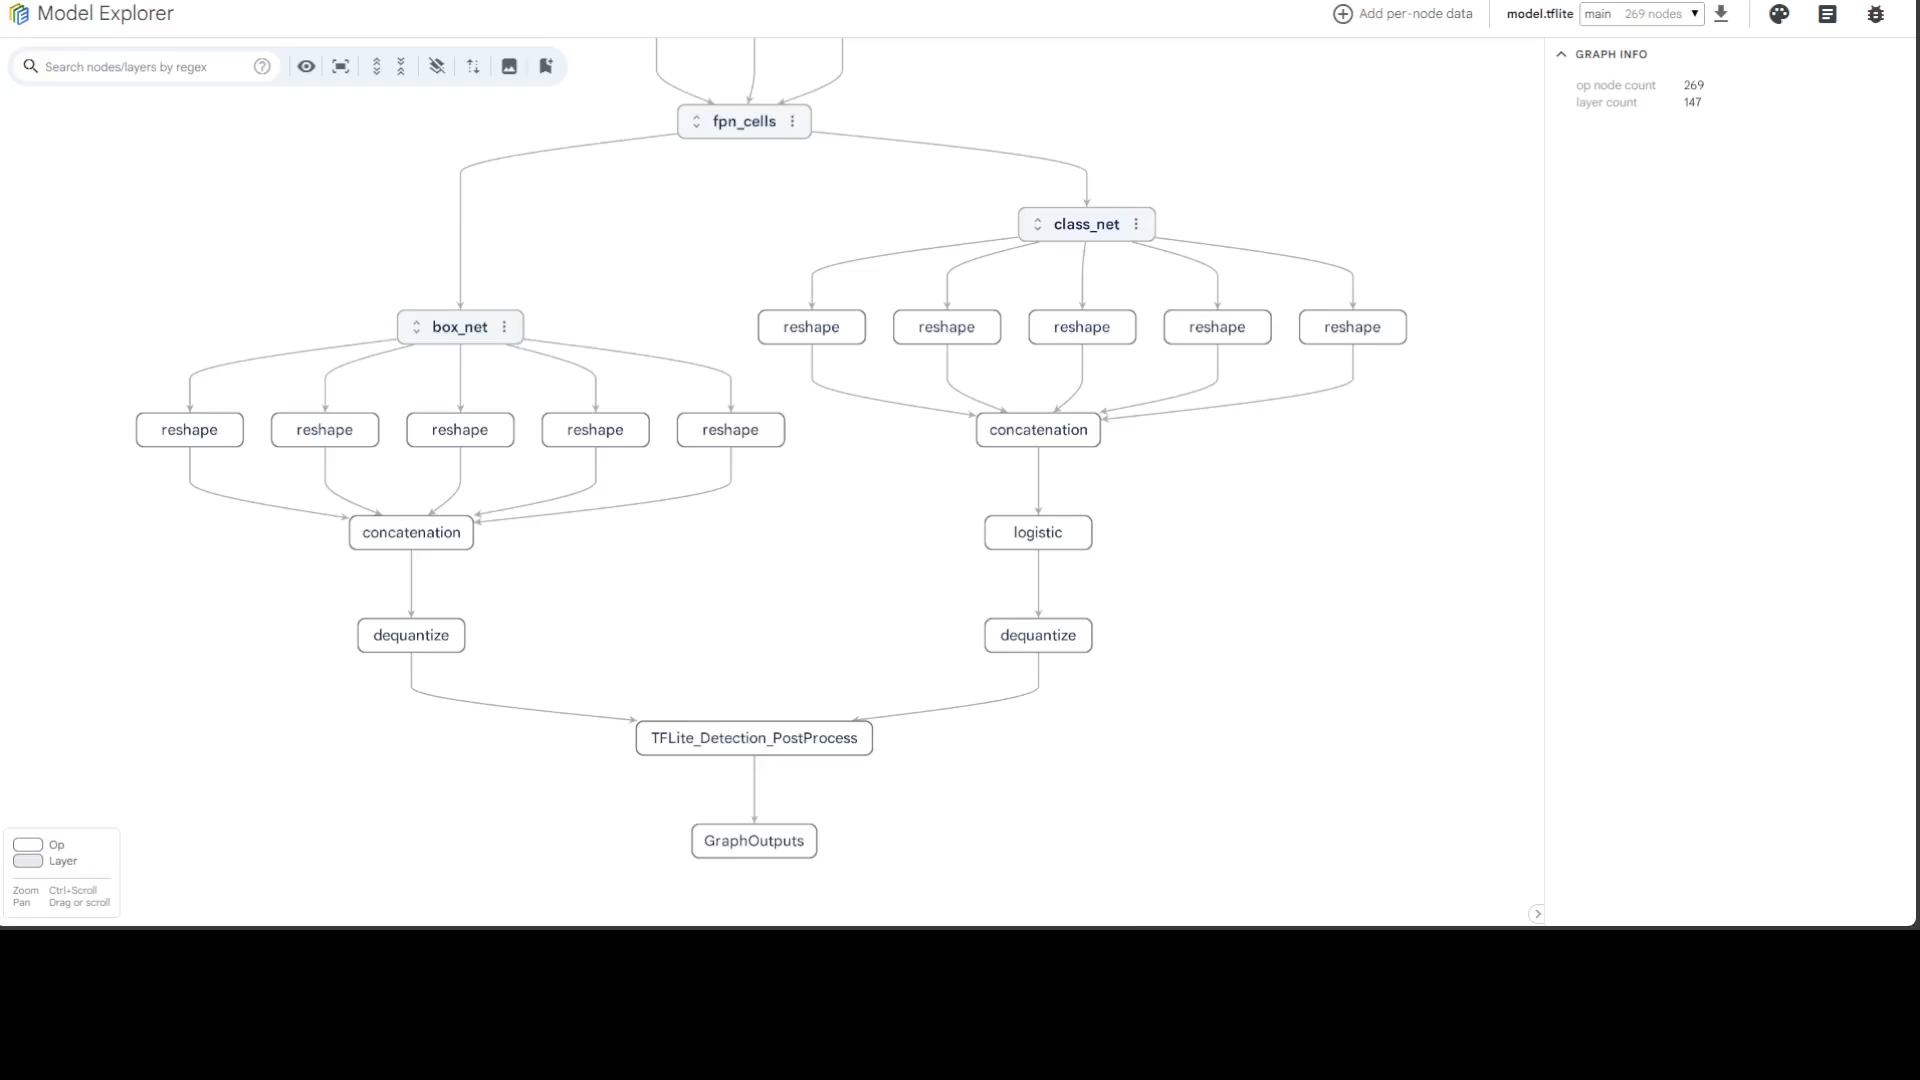 Model Explorer
Add per-node data
model.tflite
main 269 nodes
Search nodes/layers by regex
GRAPH INFO
op node count 269
layer count 147
fpn_cells
class_net
box_net
reshape reshape reshape reshape reshape
reshape reshape reshape reshape reshape
concatenation
concatenation
logistic
dequantize
dequantize
TFLite_Detection_PostProcess
GraphOutputs
Op
Layer
Zoom Ctrl+Scroll
Pan Drag or scroll